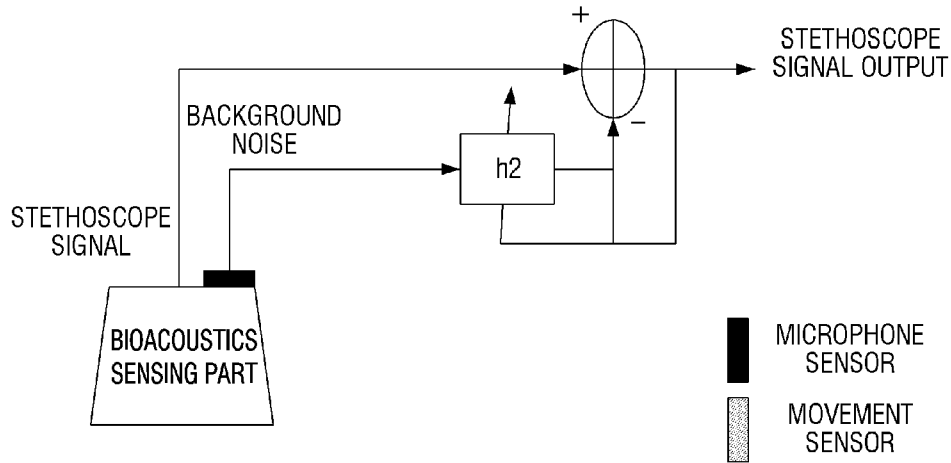 +
STETHOSCOPE
SIGNAL OUTPUT
BACKGROUND
NOISE
−
h2
STETHOSCOPE
SIGNAL
BIOACOUSTICS
SENSING PART
MICROPHONE
SENSOR
MOVEMENT
SENSOR